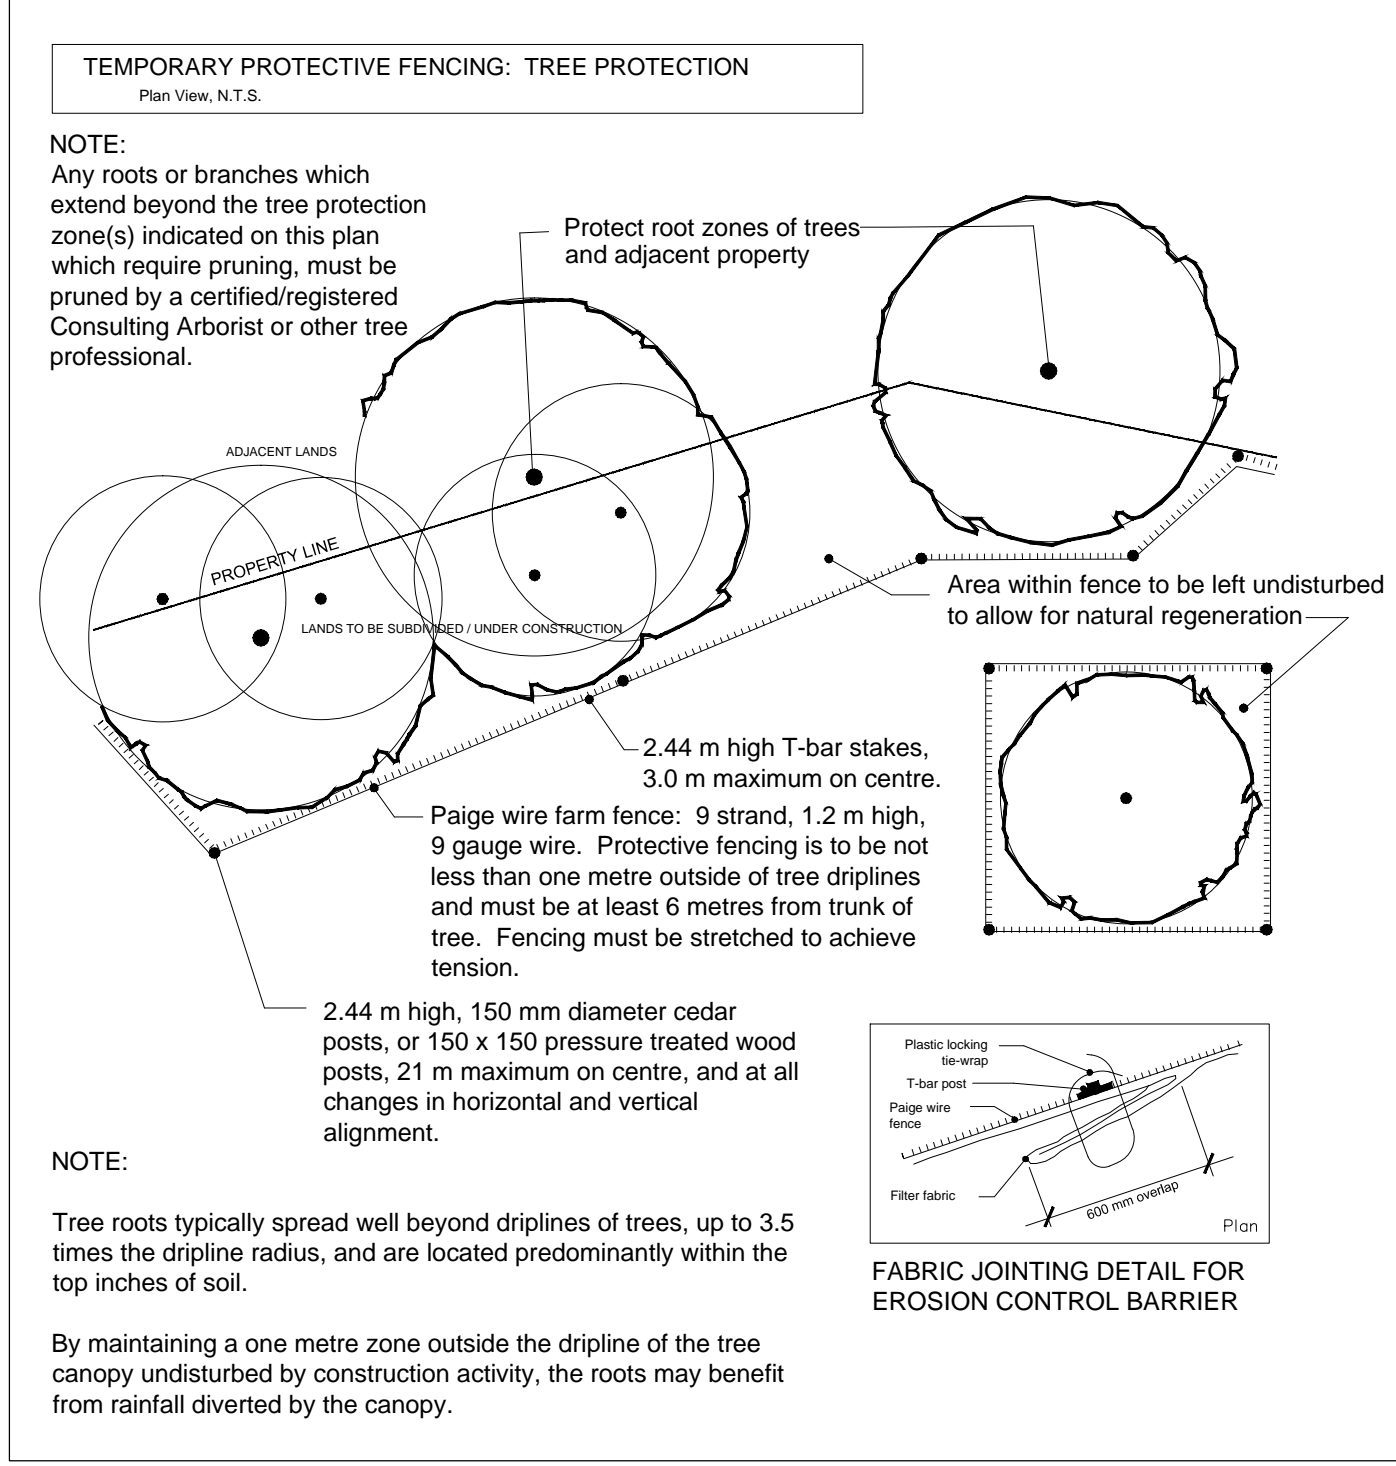 TEMPORARY PROTECTIVE FENCING: TREE PROTECTION
Plan View, N.T.S.
NOTE:
Any roots or branches which
extend beyond the tree protection
zone(s) indicated on this plan
which require pruning, must be
pruned by a certified/registered
Consulting Arborist or other tree
professional.
Protect root zones of trees
and adjacent property
ADJACENT LANDS
PROPERTY LINE
LANDS TO BE SUBDIVIDED / UNDER CONSTRUCTION
Area within fence to be left undisturbed
to allow for natural regeneration
2.44 m high T-bar stakes,
3.0 m maximum on centre.
Paige wire farm fence: 9 strand, 1.2 m high,
9 gauge wire. Protective fencing is to be not
less than one metre outside of tree driplines
and must be at least 6 metres from trunk of
tree. Fencing must be stretched to achieve
tension.
2.44 m high, 150 mm diameter cedar
posts, or 150 x 150 pressure treated wood
posts, 21 m maximum on centre, and at all
changes in horizontal and vertical
alignment.
NOTE:
Tree roots typically spread well beyond driplines of trees, up to 3.5
times the dripline radius, and are located predominantly within the
top inches of soil.
By maintaining a one metre zone outside the dripline of the tree
canopy undisturbed by construction activity, the roots may benefit
from rainfall diverted by the canopy.
Plastic locking
tie-wrap
T-bar post
Paige wire
fence
Filter fabric
600 mm overlap
Plan
FABRIC JOINTING DETAIL FOR
EROSION CONTROL BARRIER